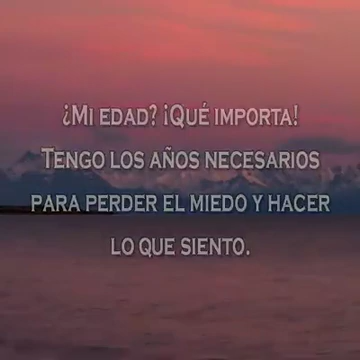 ¿Mi edad? ¡Qué importa!
Tengo los años necesarios
para perder el miedo y hacer
lo que siento.